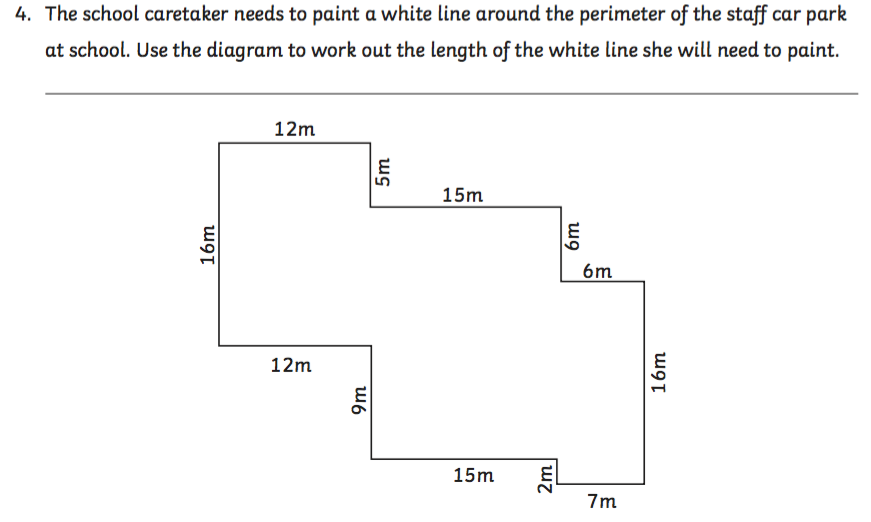 4. The school caretaker needs to paint a white line around the perimeter of the staff car park
at school. Use the diagram to work out the length of the white line she will need to paint.
12m
5m
15m
16m
6m
6m
12m
16m
9m
15m
2m
7m